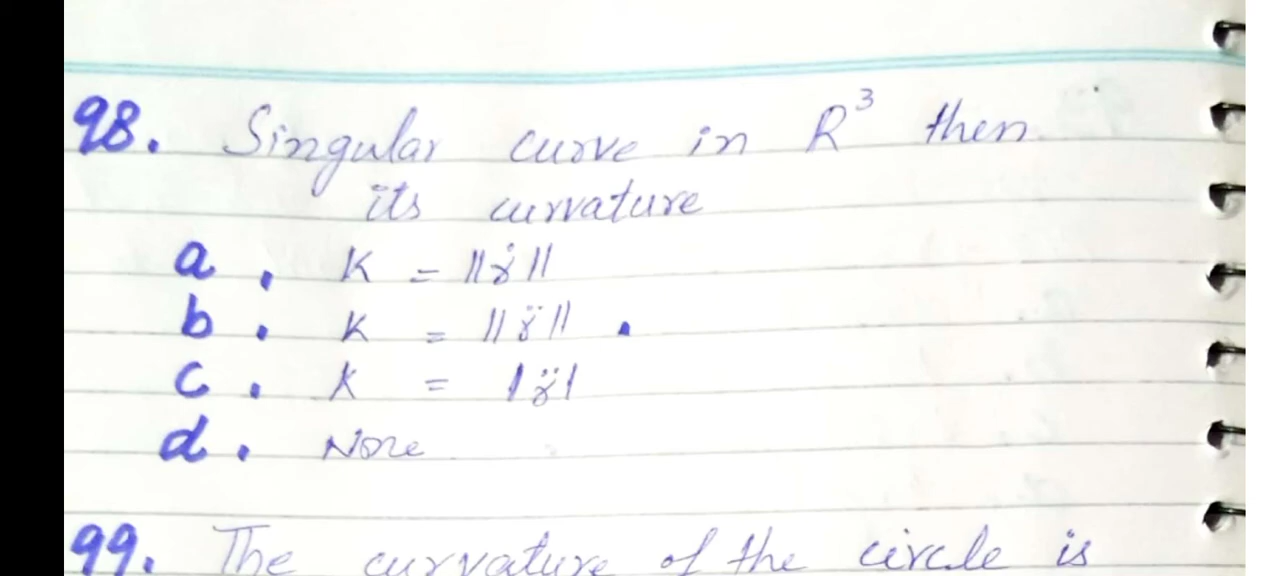 98. Singular curve in R³ then
its curvature
a. K = ||γ̇||
b. K = ||γ̈|| .
c. K = |γ̈|
d. None
99. The curvature of the circle is